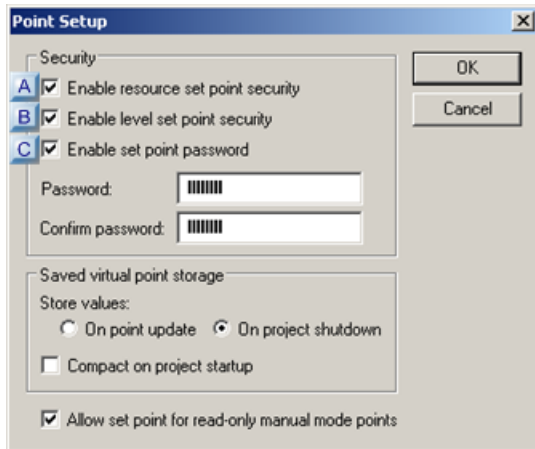 Point Setup
Security
A Enable resource set point security
B Enable level set point security
C Enable set point password
Password:
Confirm password:
OK
Cancel
Saved virtual point storage
Store values:
On point update On project shutdown
Compact on project startup
Allow set point for read-only manual mode points